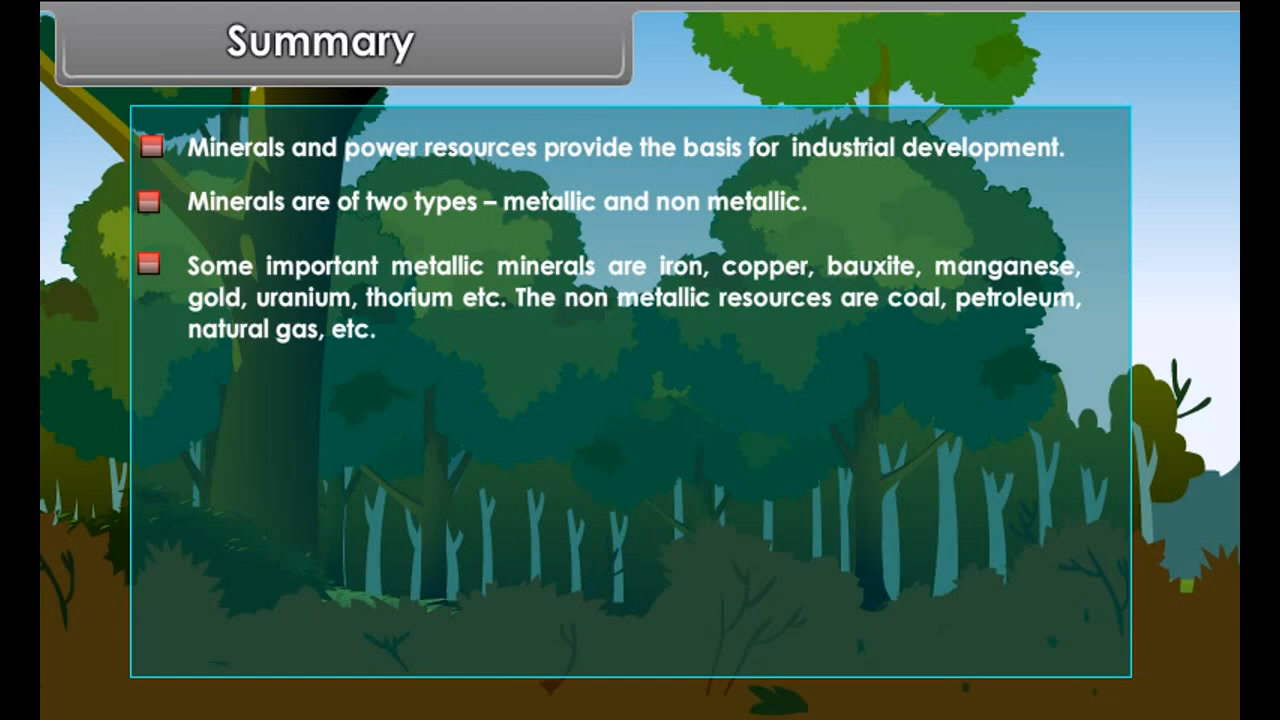 Summary
Minerals and power resources provide the basis for industrial development.
Minerals are of two types – metallic and non metallic.
Some important metallic minerals are iron, copper, bauxite, manganese,
gold, uranium, thorium etc. The non metallic resources are coal, petroleum,
natural gas, etc.